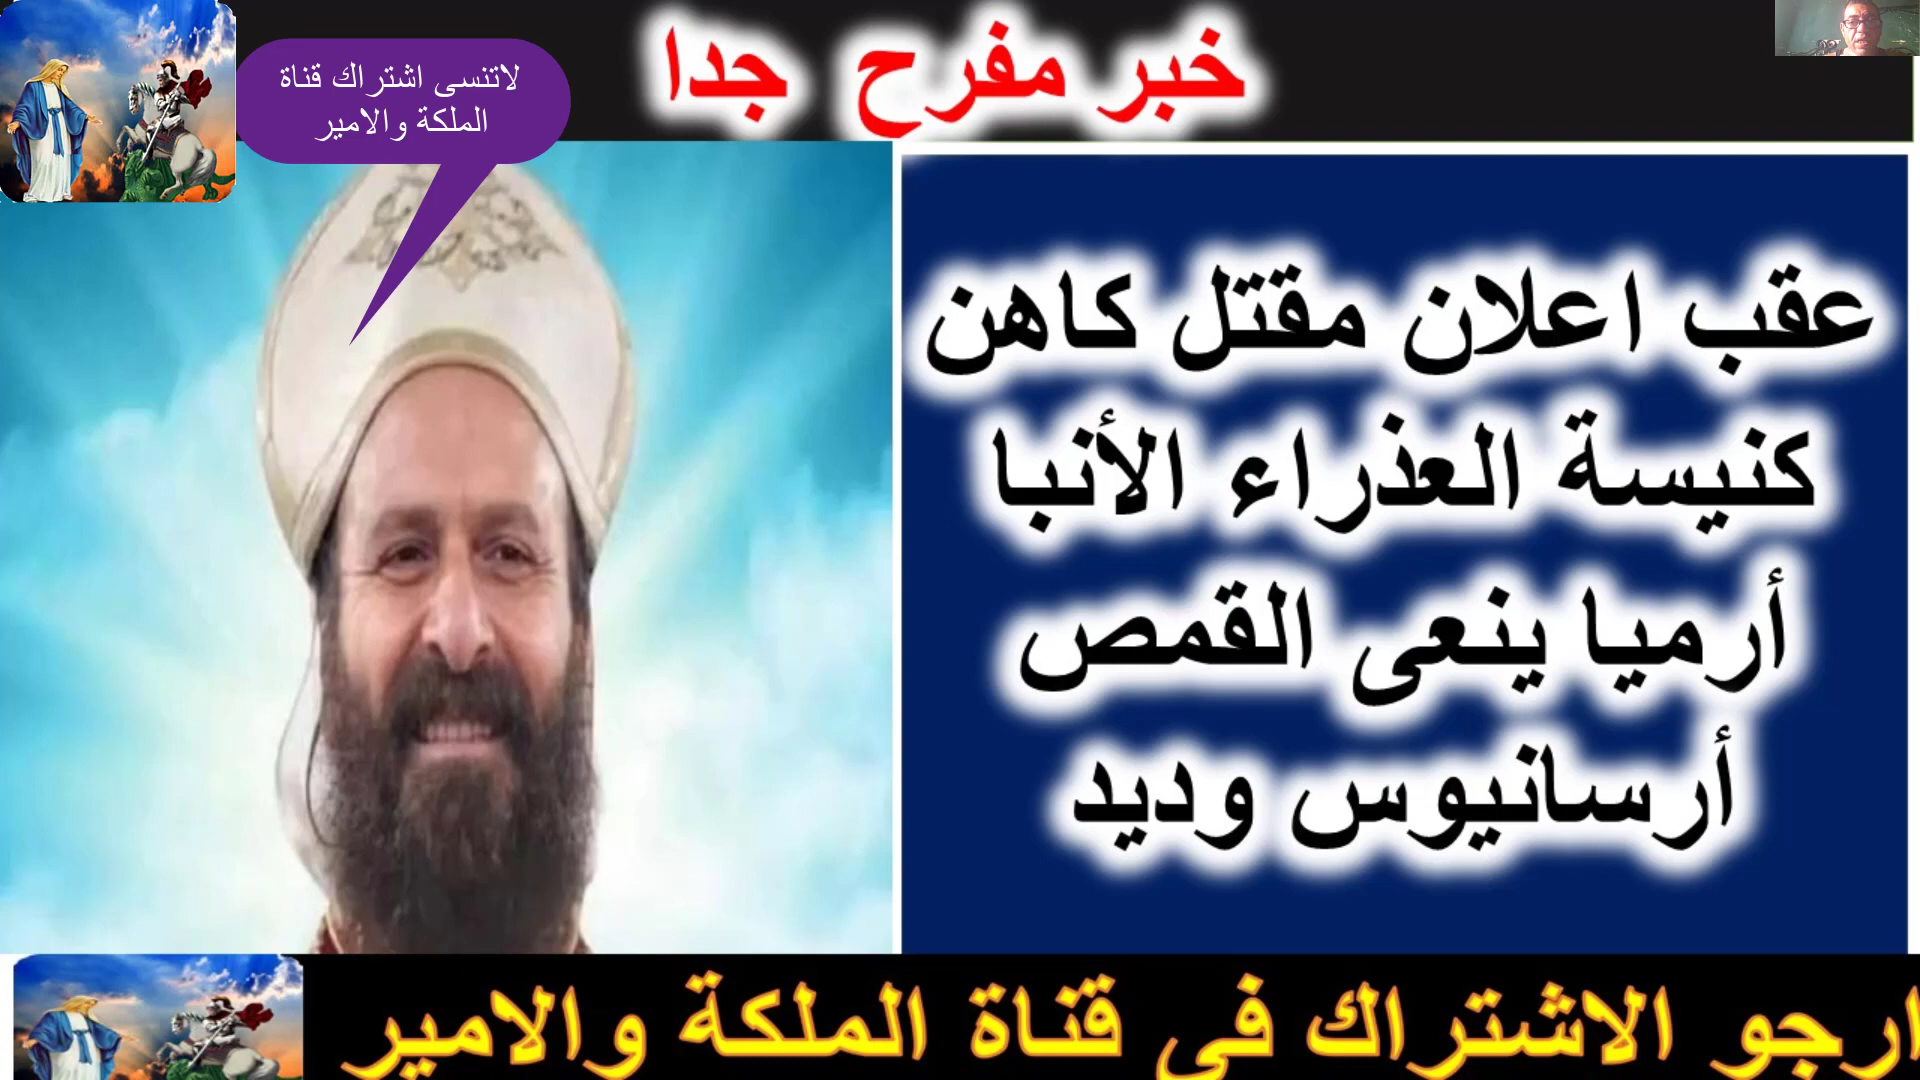 خبر مفرح جدا
لاتنسى اشتراك قناة
الملكة والامير
عقب اعلان مقتل كاهن
كنيسة العذراء الأنبا
أرميا ينعى القمص
أرسانيوس وديد
ارجو الاشتراك فى قناة الملكة والامير